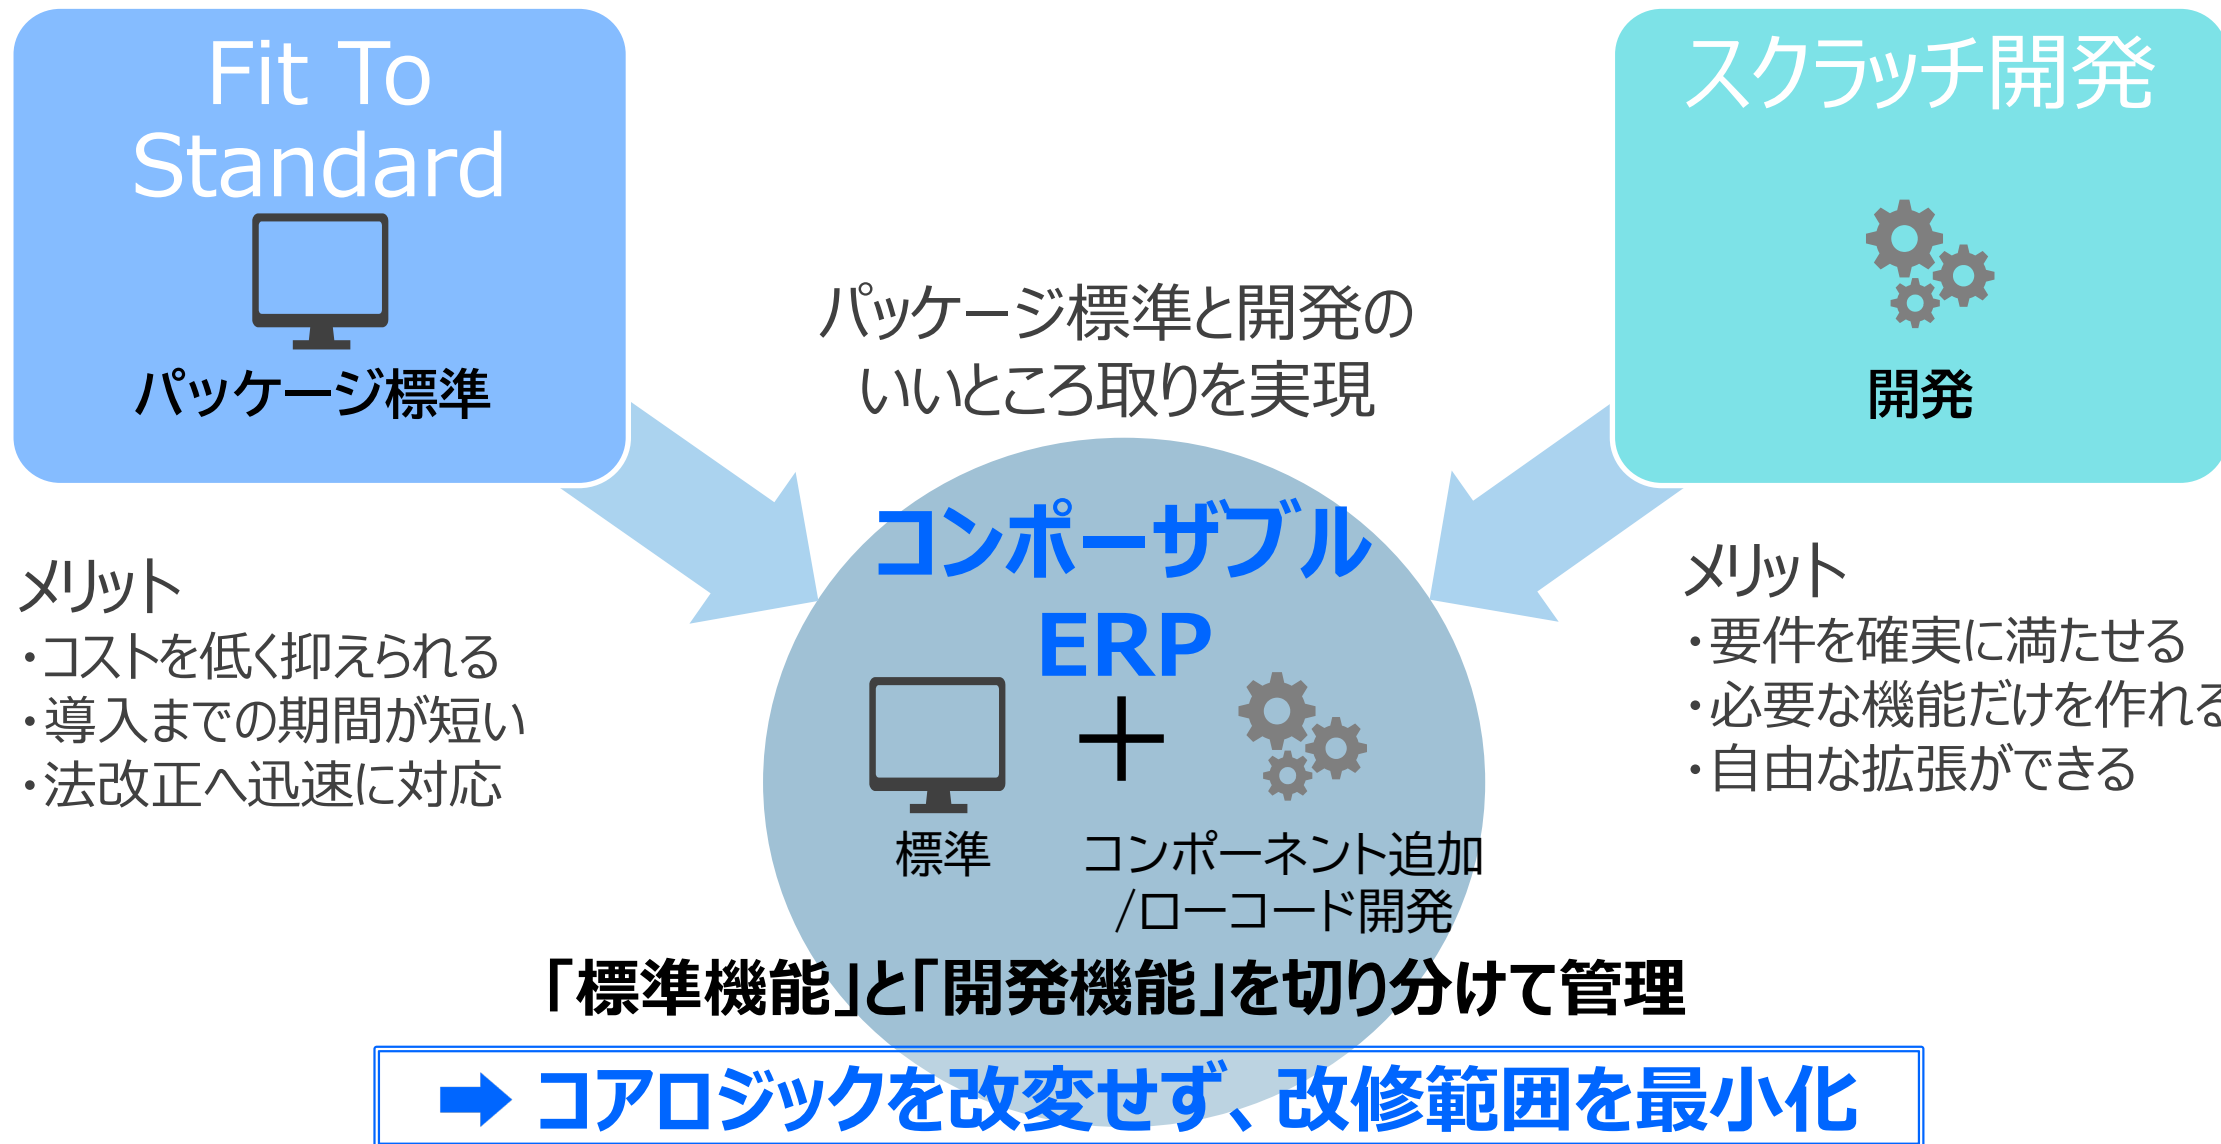 Fit To
Standard
パッケージ標準
スクラッチ開発
開発
パッケージ標準と開発の
いいところ取りを実現
メリット
・コストを低く抑えられる
・導入までの期間が短い
・法改正へ迅速に対応
メリット
・要件を確実に満たせる
・必要な機能だけを作れる
・自由な拡張ができる
コンポーザブル
ERP
＋
標準
コンポーネント追加
/ローコード開発
「標準機能」と「開発機能」を切り分けて管理
➡ コアロジックを改変せず、改修範囲を最小化